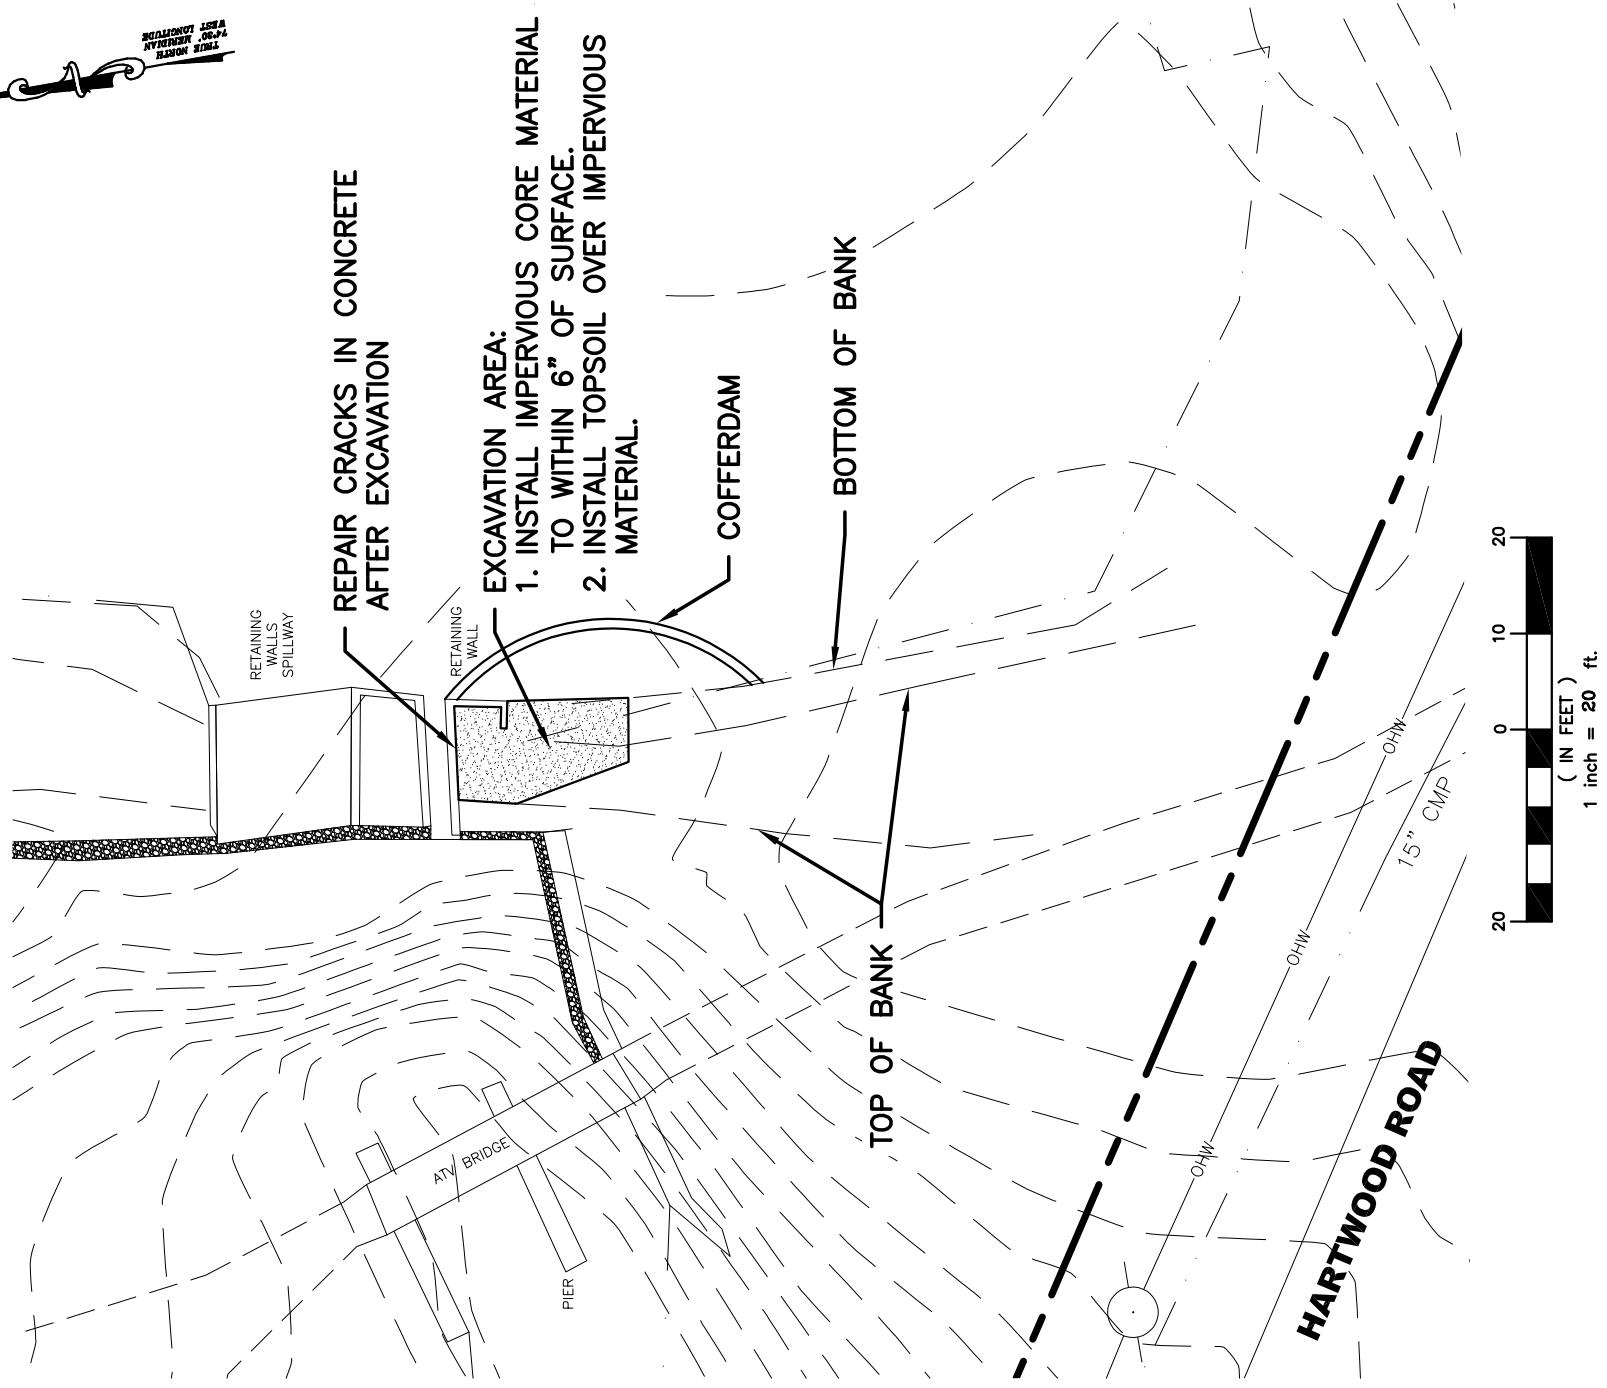 TRUE NORTH
74°30' MERIDIAN
WEST LONGITUDE
REPAIR CRACKS IN CONCRETE
AFTER EXCAVATION
EXCAVATION AREA:
1. INSTALL IMPERVIOUS CORE MATERIAL
TO WITHIN 6" OF SURFACE.
2. INSTALL TOPSOIL OVER IMPERVIOUS
MATERIAL.
RETAINING
WALLS
SPILLWAY
RETAINING
WALL
COFFERDAM
BOTTOM OF BANK
TOP OF BANK
ATV BRIDGE
PIER
OHW
OHW
OHW
15" CMP
HARTWOOD ROAD
20 0 10 20
( IN FEET )
1 inch = 20 ft.